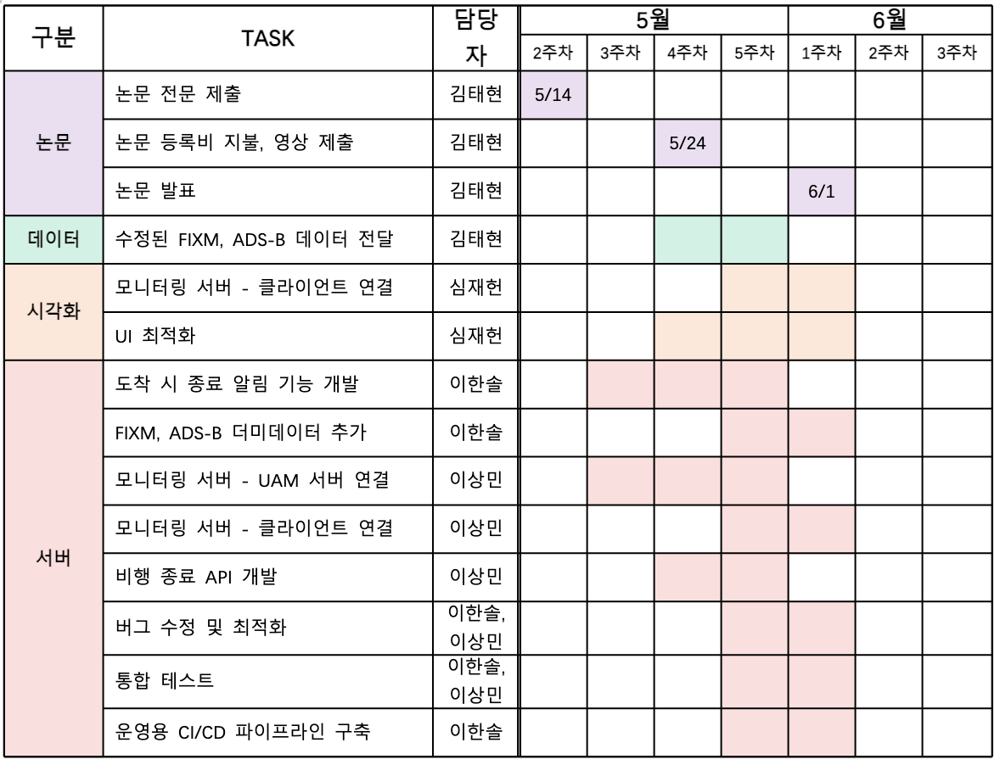 구분 TASK 담당자 5월 6월
2주차 3주차 4주차 5주차 1주차 2주차 3주차
논문
논문 전문 제출 김태현 5/14
논문 등록비 지불, 영상 제출 김태현 5/24
논문 발표 김태현 6/1
데이터 수정된 FIXM, ADS-B 데이터 전달 김태현
시각화
모니터링 서버 - 클라이언트 연결 심재헌
UI 최적화 심재헌
서버
도착 시 종료 알림 기능 개발 이한솔
FIXM, ADS-B 더미데이터 추가 이한솔
모니터링 서버 - UAM 서버 연결 이상민
모니터링 서버 - 클라이언트 연결 이상민
비행 종료 API 개발 이상민
버그 수정 및 최적화 이한솔, 이상민
통합 테스트 이한솔, 이상민
운영용 CI/CD 파이프라인 구축 이한솔